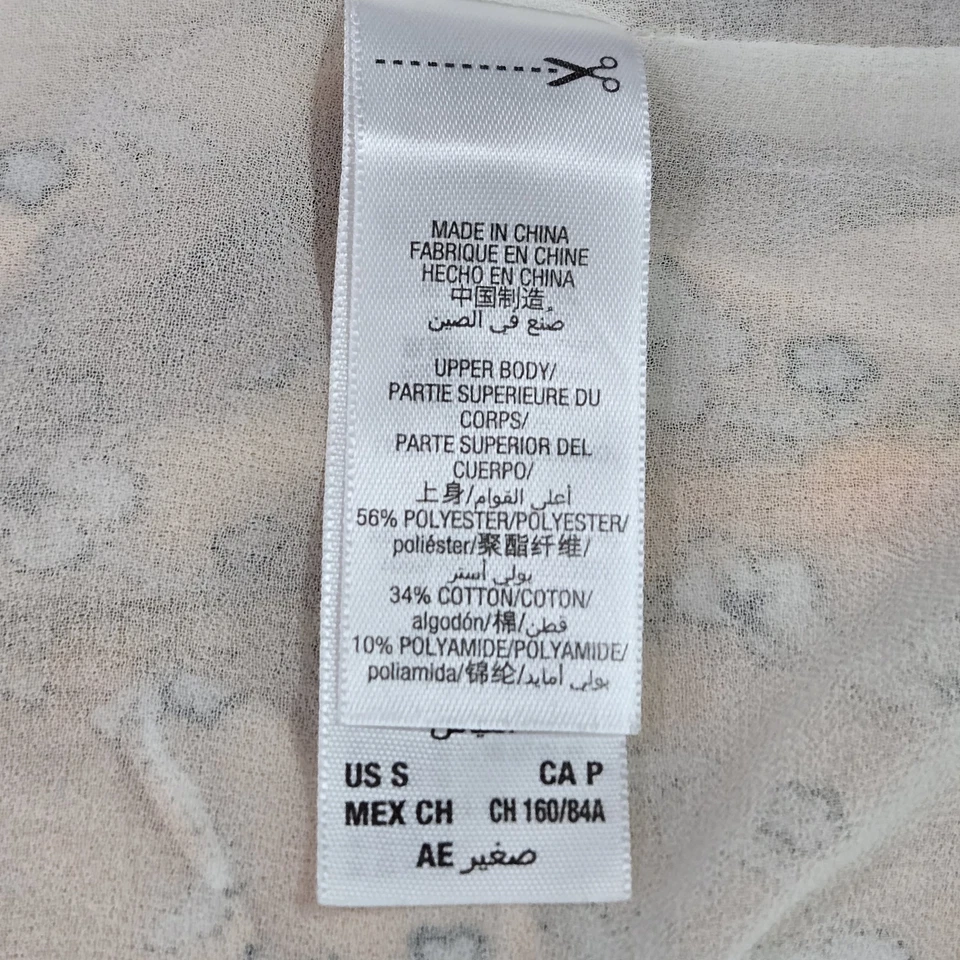 MADE IN CHINA
FABRIQUE EN CHINE
HECHO EN CHINA
中国制造
صُنع في الصين
UPPER BODY/
PARTIE SUPERIEURE DU
CORPS/
PARTE SUPERIOR DEL
CUERPO/
上身/أعلى القوام
56% POLYESTER/POLYESTER/
poliéster/聚酯纤维/
بولي أستر
34% COTTON/COTON/
algodón/棉/قطن
10% POLYAMIDE/POLYAMIDE/
poliamida/锦纶/بولي أمايد
US S CA P
MEX CH CH 160/84A
AE صغير